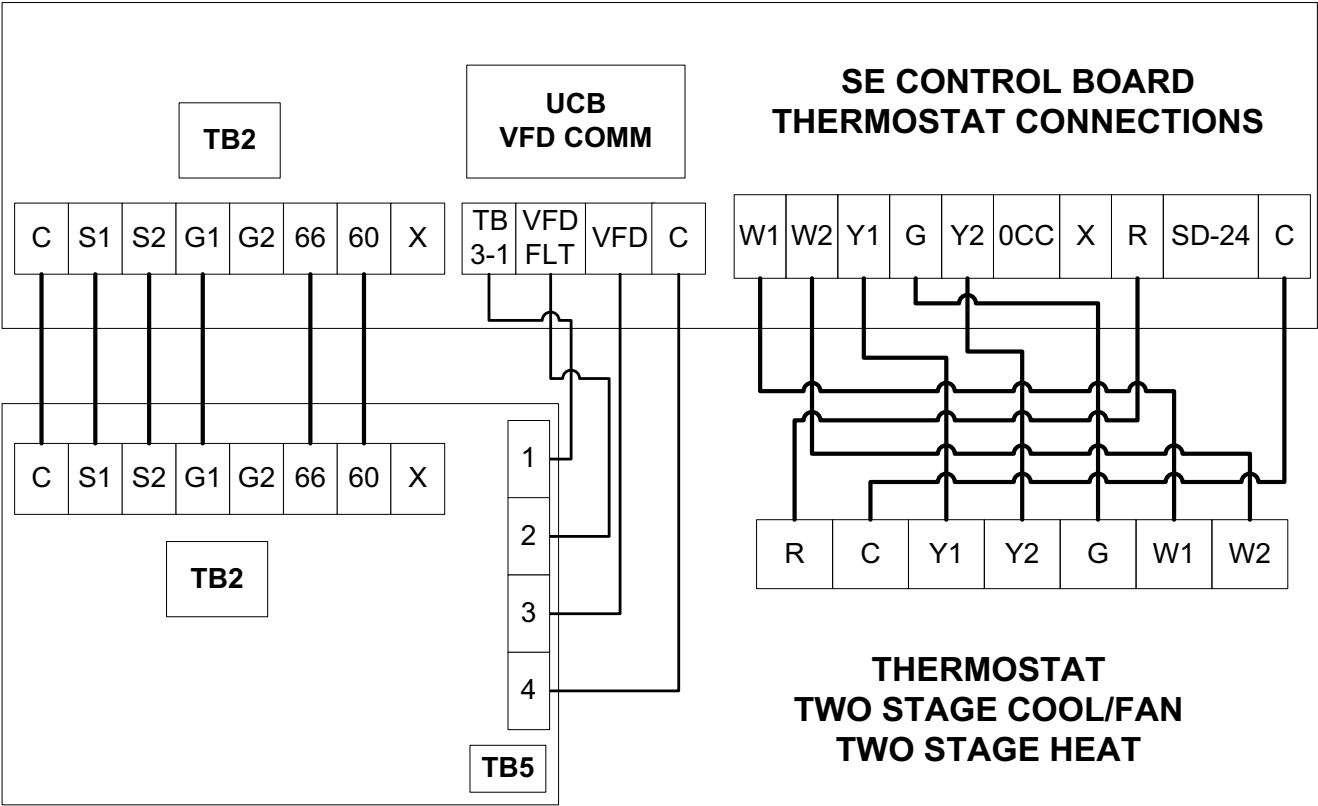 UCB
VFD COMM
SE CONTROL BOARD
THERMOSTAT CONNECTIONS
TB2
C S1 S2 G1 G2 66 60 X
TB
3-1
VFD
FLT
VFD C
W1 W2 Y1 G Y2 0CC X R SD-24 C
C S1 S2 G1 G2 66 60 X
TB2
1
2
3
4
TB5
R C Y1 Y2 G W1 W2
THERMOSTAT
TWO STAGE COOL/FAN
TWO STAGE HEAT